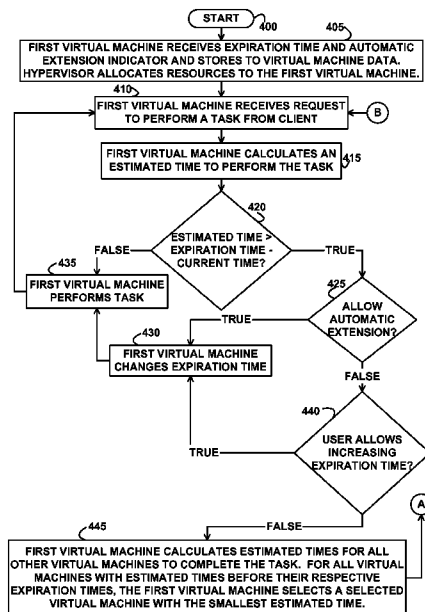 START
400
405
FIRST VIRTUAL MACHINE RECEIVES EXPIRATION TIME AND AUTOMATIC
EXTENSION INDICATOR AND STORES TO VIRTUAL MACHINE DATA.
HYPERVISOR ALLOCATES RESOURCES TO THE FIRST VIRTUAL MACHINE.
410
FIRST VIRTUAL MACHINE RECEIVES REQUEST
TO PERFORM A TASK FROM CLIENT
B
FIRST VIRTUAL MACHINE CALCULATES AN
ESTIMATED TIME TO PERFORM THE TASK
415
420
ESTIMATED TIME >
EXPIRATION TIME -
CURRENT TIME?
FALSE
TRUE
435
FIRST VIRTUAL MACHINE
PERFORMS TASK
425
ALLOW
AUTOMATIC
EXTENSION?
TRUE
430
FIRST VIRTUAL MACHINE
CHANGES EXPIRATION TIME
FALSE
440
USER ALLOWS
INCREASING
EXPIRATION TIME?
TRUE
FALSE
A
445
FIRST VIRTUAL MACHINE CALCULATES ESTIMATED TIMES FOR ALL
OTHER VIRTUAL MACHINES TO COMPLETE THE TASK. FOR ALL VIRTUAL
MACHINES WITH ESTIMATED TIMES BEFORE THEIR RESPECTIVE
EXPIRATION TIMES, THE FIRST VIRTUAL MACHINE SELECTS A SELECTED
VIRTUAL MACHINE WITH THE SMALLEST ESTIMATED TIME.